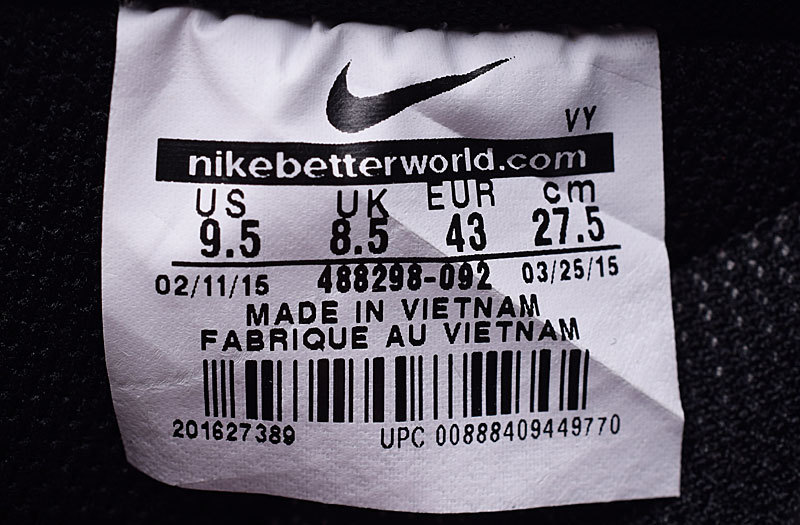 VY
nikebetterworld.com
US UK EUR cm
9.5 8.5 43 27.5
02/11/15 488298-092 03/25/15
MADE IN VIETNAM
FABRIQUE AU VIETNAM
201627389 UPC 00888409449770